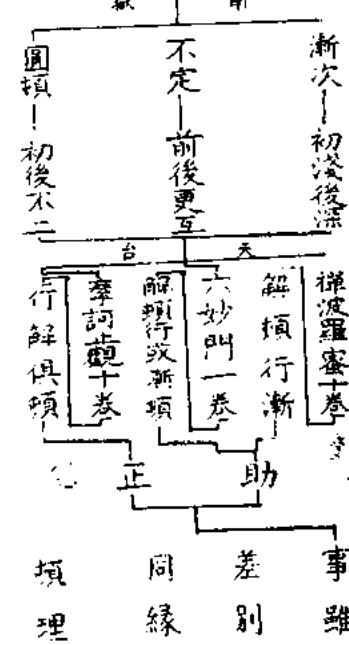 漸次—初淺後深
不定—前後更互
圓頓—初後不二
天台
禪波羅蜜十卷
解頓行漸
六妙門一卷
解頓行或漸頓
摩訶止觀十卷
行解俱頓
助
正
事雖
差別
同緣
頓理